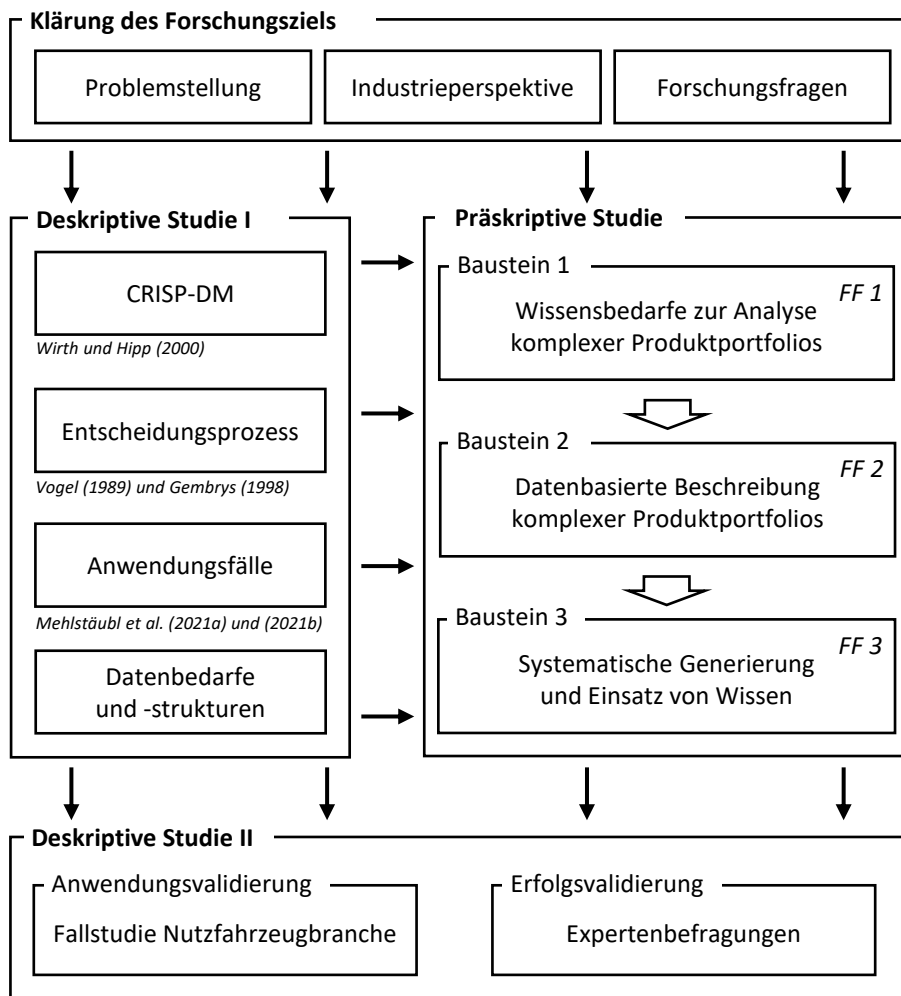 Klärung des Forschungsziels
Problemstellung
Industrieperspektive
Forschungsfragen
Deskriptive Studie I
CRISP-DM
Wirth und Hipp (2000)
Entscheidungsprozess
Vogel (1989) und Gembrys (1998)
Anwendungsfälle
Mehlstäubl et al. (2021a) und (2021b)
Datenbedarfe
und -strukturen
Präskriptive Studie
Baustein 1
FF 1
Wissensbedarfe zur Analyse
komplexer Produktportfolios
Baustein 2
FF 2
Datenbasierte Beschreibung
komplexer Produktportfolios
Baustein 3
FF 3
Systematische Generierung
und Einsatz von Wissen
Deskriptive Studie II
Anwendungsvalidierung
Fallstudie Nutzfahrzeugbranche
Erfolgsvalidierung
Expertenbefragungen